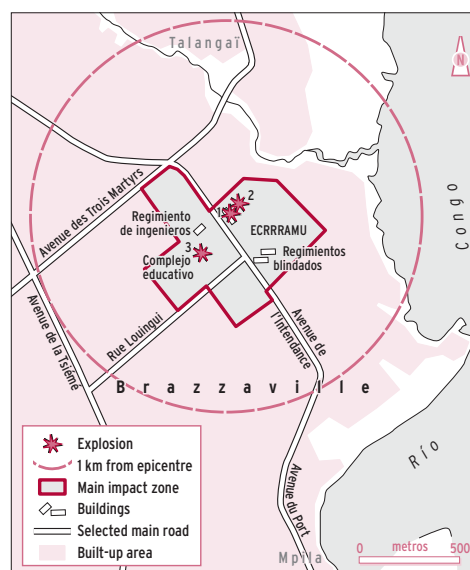 Talangaï
N
Congo
Avenue des Trois Martyrs
2
1
Regimiento
de ingenieros
ECRRRAMU
3
Complejo
educativo
Regimientos
blindados
Avenue de la Tsiémé
Rue Louingui
Avenue de
l'Intendance
Brazzaville
Río
Avenue du Port
Mpila
Explosion
1 km from epicentre
Main impact zone
Buildings
Selected main road
Built-up area
0 metros 500